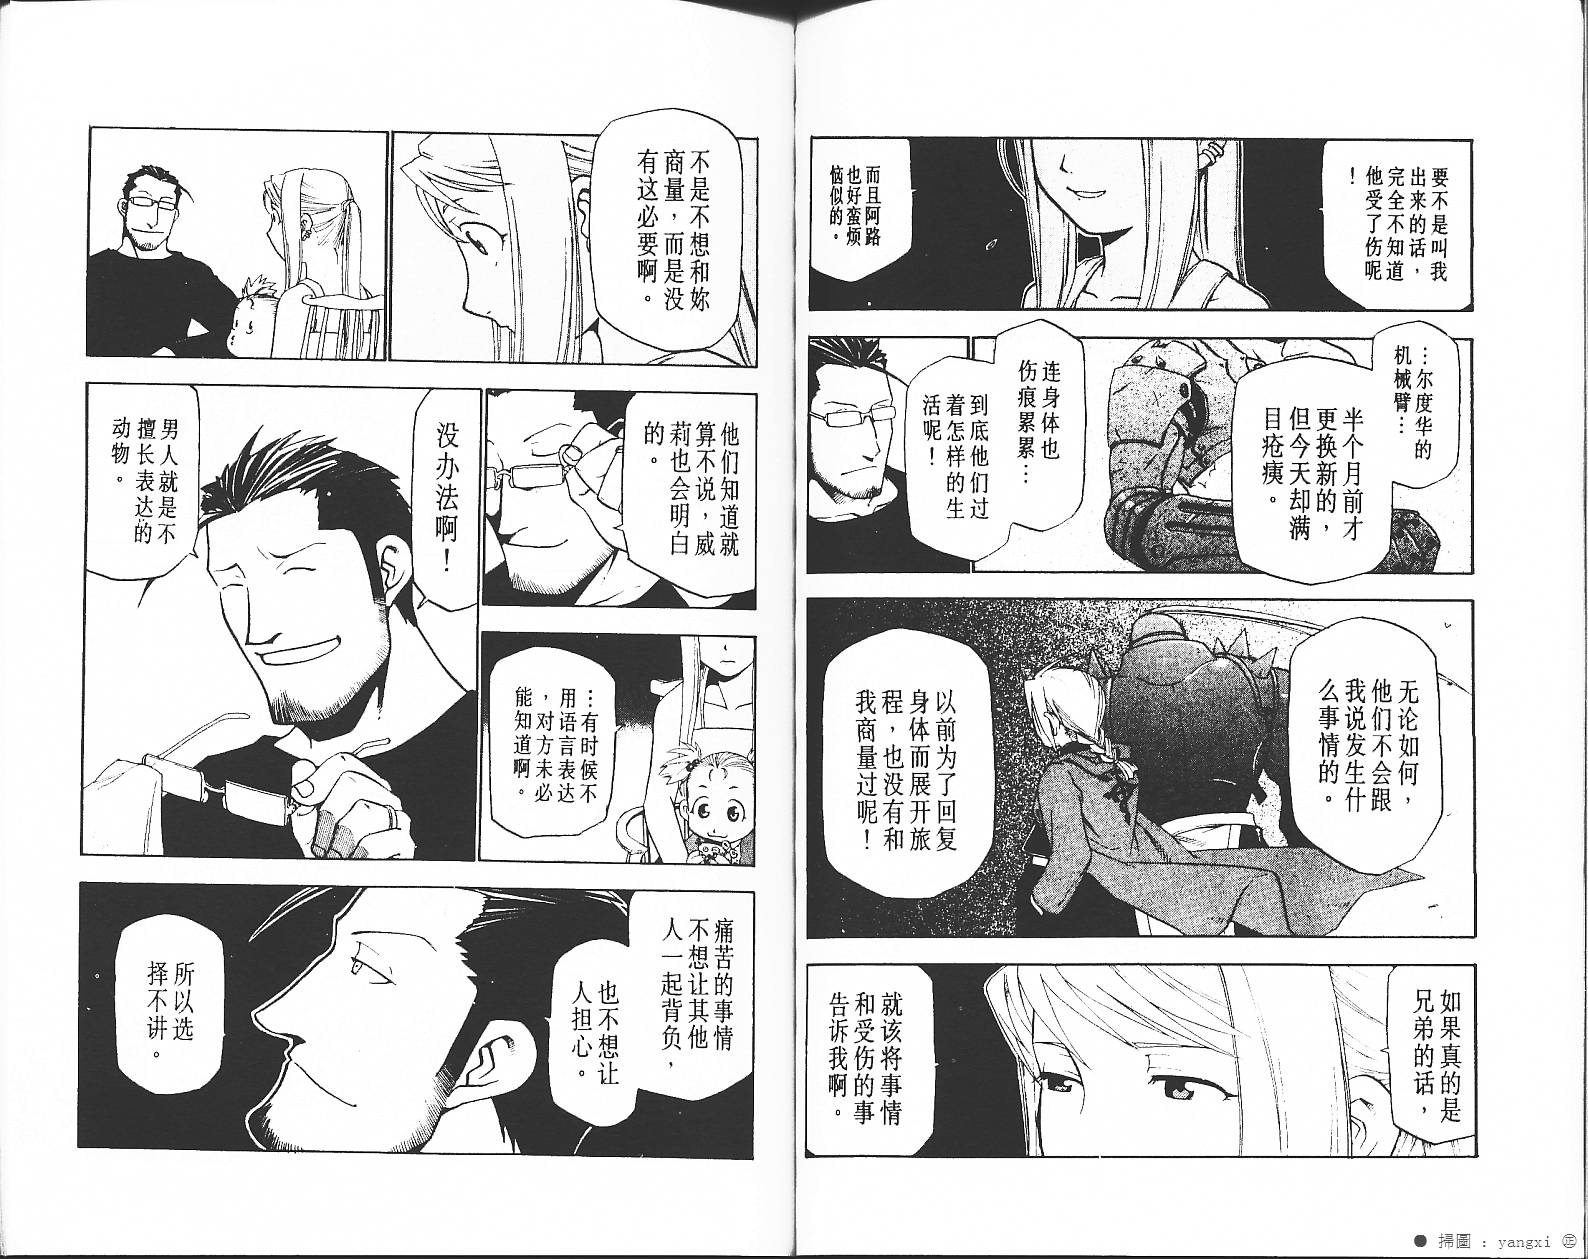 要不是叫我
出来的话，
完全不知道
他受了伤呢
！
而且阿路
也好蛮烦
恼似的。
…尔度华的
机械臂…
半个月前才
更换新的，
但今天却满
目疮痍。
连身体也
伤痕累累…
到底他们过
着怎样的生
活呢！
无论如何，
他们不会跟
我说发生什
么事情的。
以前为了回复
身体而展开旅
程，也没有和
我商量过呢！
如果真的是
兄弟的话，
就该将事情
和受伤的事
告诉我啊。
不是不想和妳
商量，而是没
有这必要啊。
他们知道就
算不说，威
莉也会明白
的。
没办法啊！
男人就是不
擅长表达的
动物。
…有时候不
用语言表达
，对方未必
能知道啊。
痛苦的事情
不想让其他
人一起背负，
也不想让
人担心。
所以选
择不讲。
● 掃圖 : yangxi ㊣